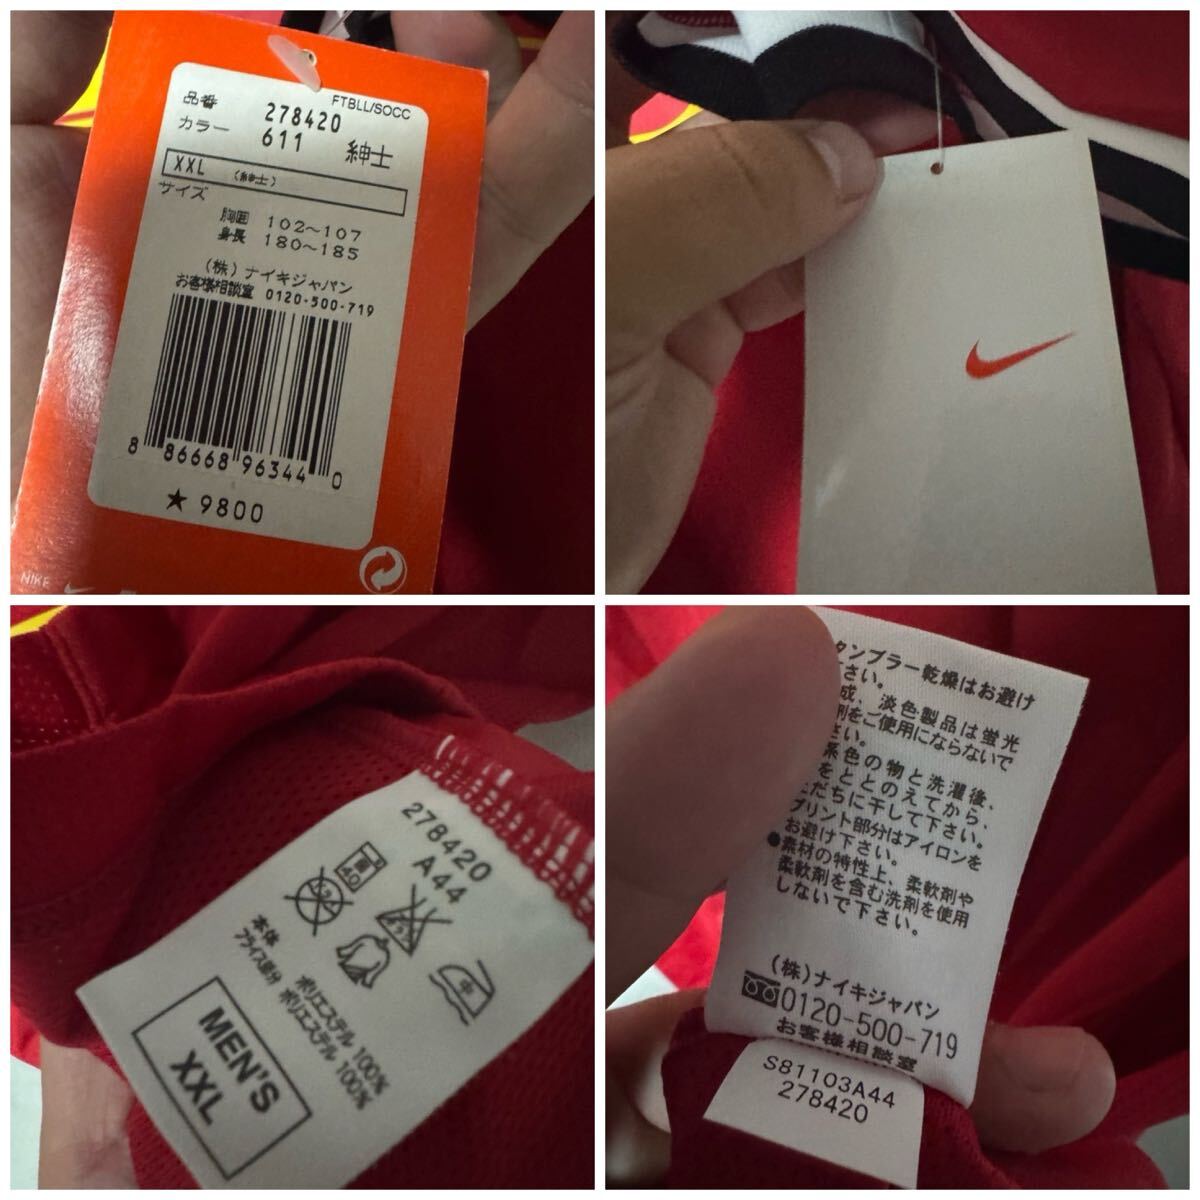 FTBLL/SOCC
品番 278420
カラー 611 紳士
XXL (紳士)
サイズ
胸囲 102～107
身長 180～185
(株)ナイキジャパン
お客様相談室 0120-500-719
8 86668 96344 0
★ 9800
NIKE
278420
A44
40
本体 ポリエステル 100%
ポリエステル 100%
MEN'S
XXL
タンブラー乾燥はお避け
さい。
成、淡色製品は蛍光
剤をご使用にならないで
さい。
系色の物と洗濯後、
をととのえてから、
だちに干して下さい。
プリント部分はアイロンを
お避け下さい。
●素材の特性上、柔軟剤や
柔軟剤を含む洗剤を使用
しないで下さい。
(株)ナイキジャパン
0120-500-719
お客様相談室
S81103A44
278420